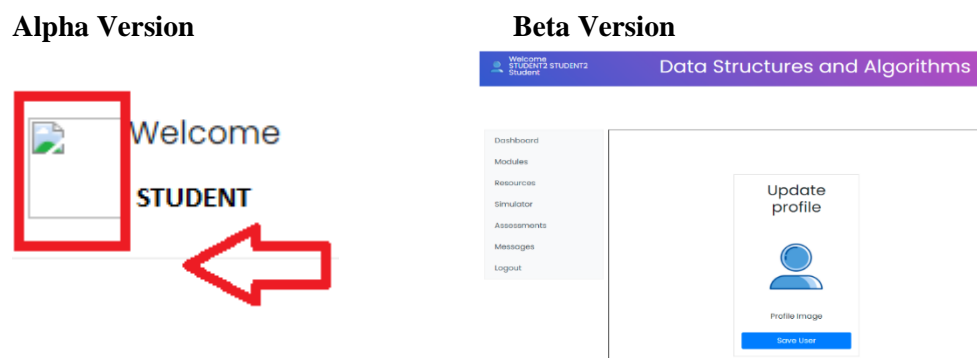 Alpha Version
Beta Version
Welcome
STUDENT
Welcome
STUDENT2 STUDENT2
Student
Data Structures and Algorithms
Dashboard
Modules
Resources
Simulator
Assessments
Messages
Logout
Update
profile
Profile Image
Save User